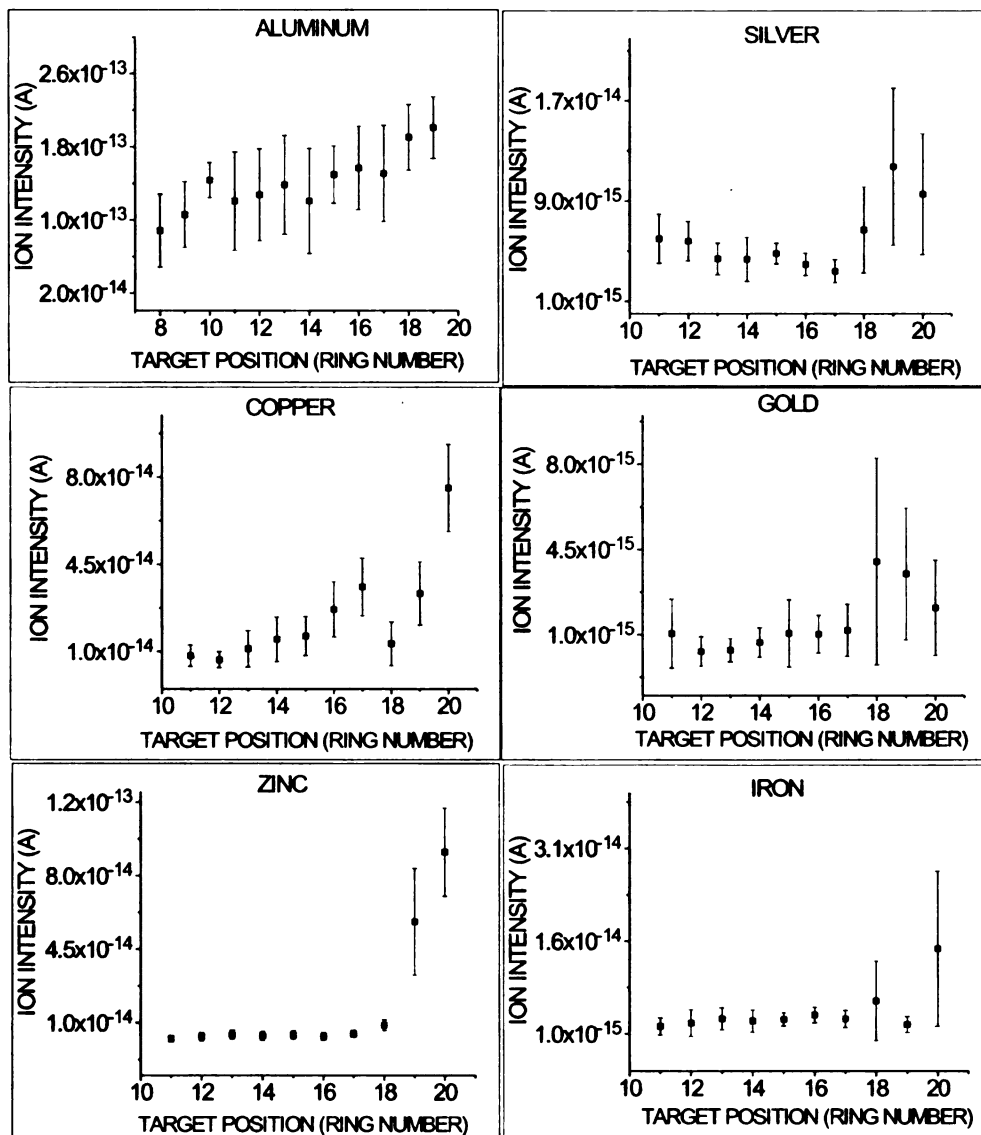 ALUMINUM
ION INTENSITY (A)
2.6x10⁻¹³
1.8x10⁻¹³
1.0x10⁻¹³
2.0x10⁻¹⁴
8 10 12 14 16 18 20
TARGET POSITION (RING NUMBER)
SILVER
ION INTENSITY (A)
1.7x10⁻¹⁴
9.0x10⁻¹⁵
1.0x10⁻¹⁵
10 12 14 16 18 20
TARGET POSITION (RING NUMBER)
COPPER
ION INTENSITY (A)
8.0x10⁻¹⁴
4.5x10⁻¹⁴
1.0x10⁻¹⁴
10 12 14 16 18 20
TARGET POSITION (RING NUMBER)
GOLD
ION INTENSITY (A)
8.0x10⁻¹⁵
4.5x10⁻¹⁵
1.0x10⁻¹⁵
10 12 14 16 18 20
TARGET POSITION (RING NUMBER)
ZINC
ION INTENSITY (A)
1.2x10⁻¹³
8.0x10⁻¹⁴
4.5x10⁻¹⁴
1.0x10⁻¹⁴
10 12 14 16 18 20
TARGET POSITION (RING NUMBER)
IRON
ION INTENSITY (A)
3.1x10⁻¹⁴
1.6x10⁻¹⁴
1.0x10⁻¹⁵
10 12 14 16 18 20
TARGET POSITION (RING NUMBER)